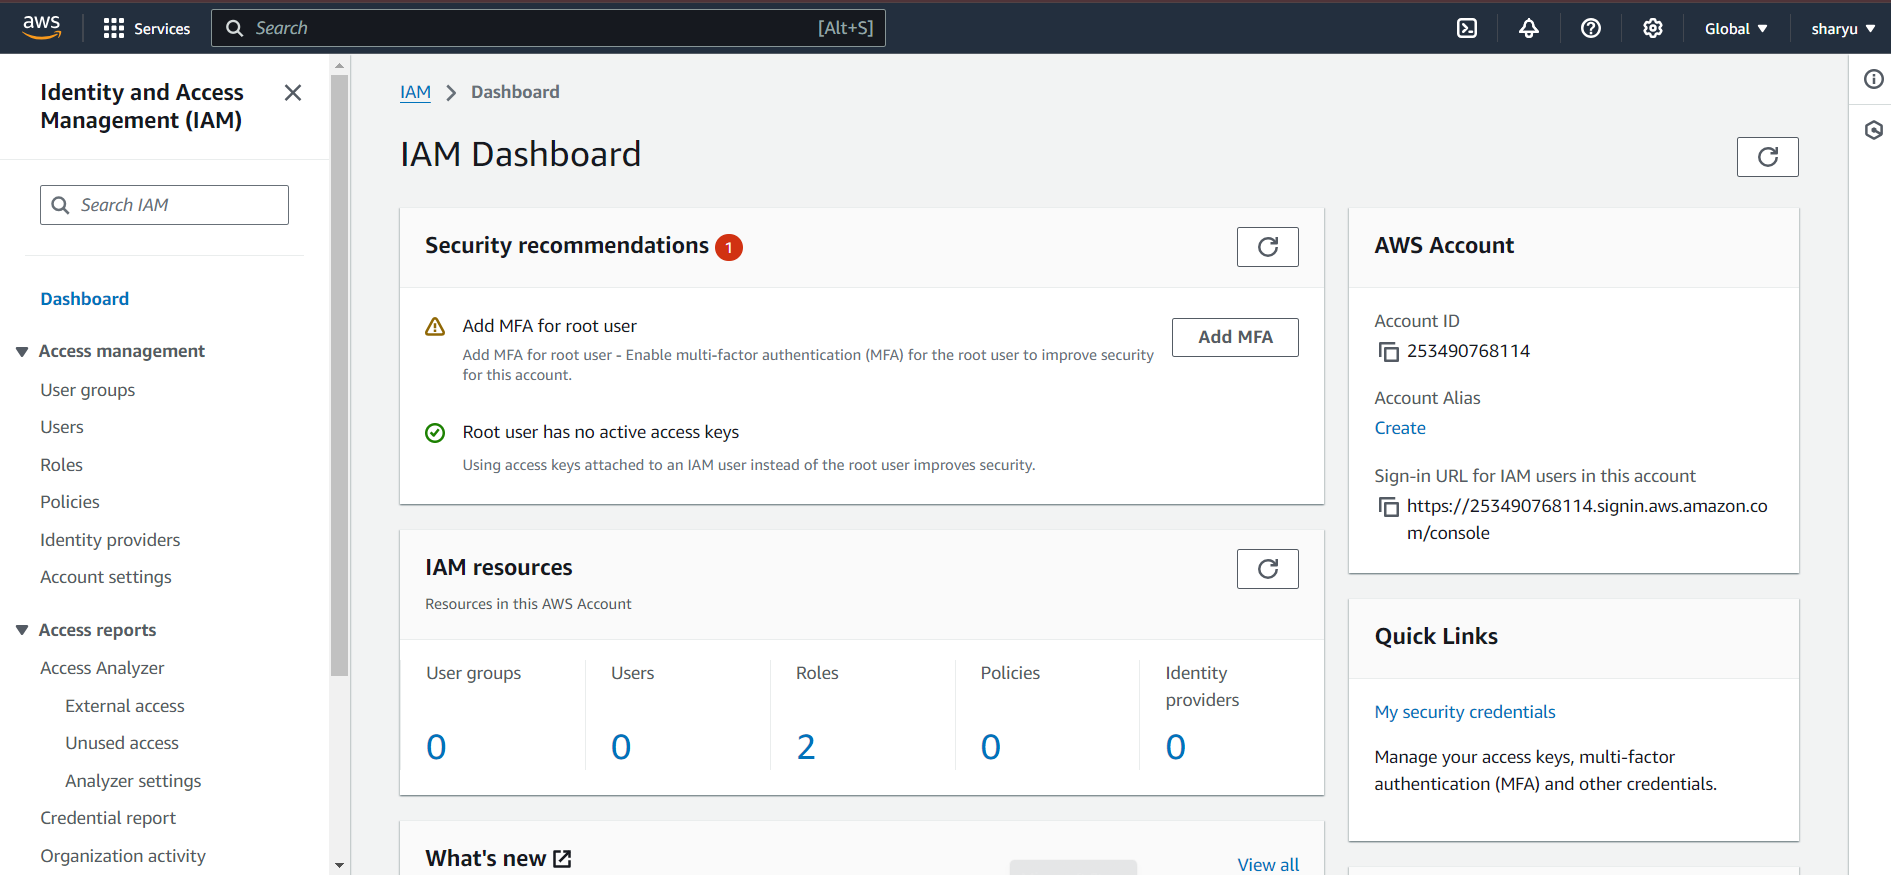 aws
Services
Search
[Alt+S]
Global
sharyu
Identity and Access
Management (IAM)
Search IAM
Dashboard
Access management
User groups
Users
Roles
Policies
Identity providers
Account settings
Access reports
Access Analyzer
External access
Unused access
Analyzer settings
Credential report
Organization activity
IAM
Dashboard
IAM Dashboard
Security recommendations 1
Add MFA for root user
Add MFA for root user - Enable multi-factor authentication (MFA) for the root user to improve security
for this account.
Add MFA
Root user has no active access keys
Using access keys attached to an IAM user instead of the root user improves security.
IAM resources
Resources in this AWS Account
User groups
0
Users
0
Roles
2
Policies
0
Identity
providers
0
What's new
View all
AWS Account
Account ID
253490768114
Account Alias
Create
Sign-in URL for IAM users in this account
https://253490768114.signin.aws.amazon.co
m/console
Quick Links
My security credentials
Manage your access keys, multi-factor
authentication (MFA) and other credentials.